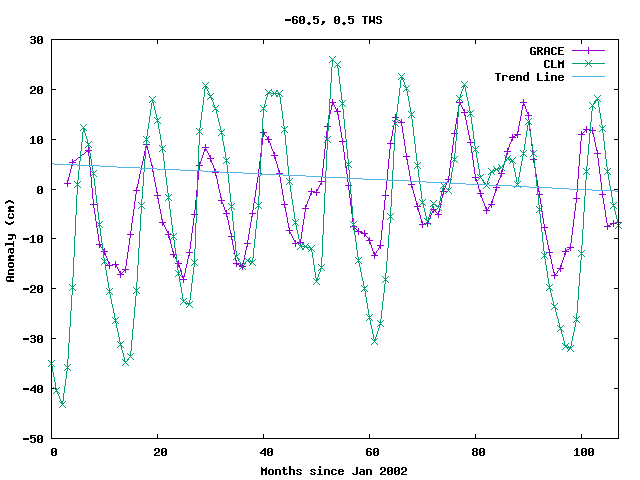 -60.5, 0.5 TWS
GRACE
CLM
Trend Line
30
20
10
0
-10
-20
-30
-40
-50
Anomaly (cm)
0 20 40 60 80 100
Months since Jan 2002